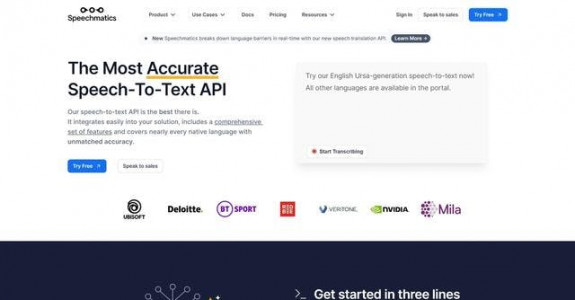 Speechmatics
Product Use Cases Docs Pricing Resources Sign In Speak to sales Try Free
New Speechmatics breaks down language barriers in real-time with our new speech translation API. Learn More
The Most Accurate
Speech-To-Text API
Our speech-to-text API is the best there is.
It integrates easily into your solution, includes a comprehensive
set of features and covers nearly every native language with
unmatched accuracy.
Try Free Speak to sales
Try our English Ursa-generation speech-to-text now!
All other languages are available in the portal.
Start Transcribing
UBISOFT Deloitte. BT SPORT RED BEE VERITONE NVIDIA Mila
>_ Get started in three lines